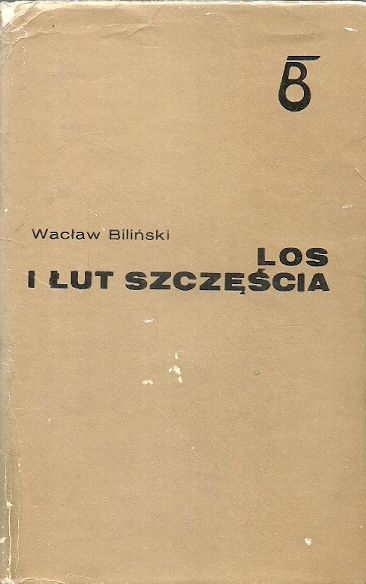 Wacław Biliński
LOS
I ŁUT SZCZĘŚCIA